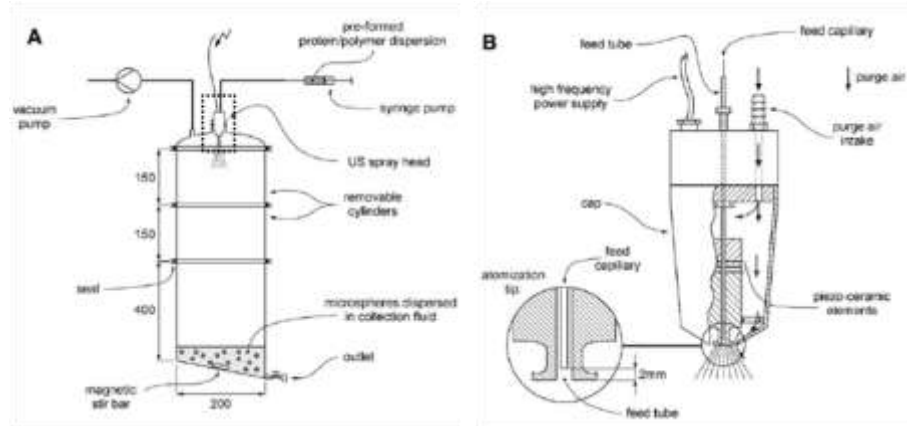 A
pre-formed
protein/polymer dispersion
vacuum
pump
syringe pump
US spray head
150
removable
cylinders
150
seal
400
microspheres dispersed
in collection fluid
outlet
magnetic
stir bar
200
B
feed capillary
feed tube
purge air
high frequency
power supply
purge air
intake
cap
feed
capillary
atomization
tip
piezo-ceramic
elements
2mm
feed tube